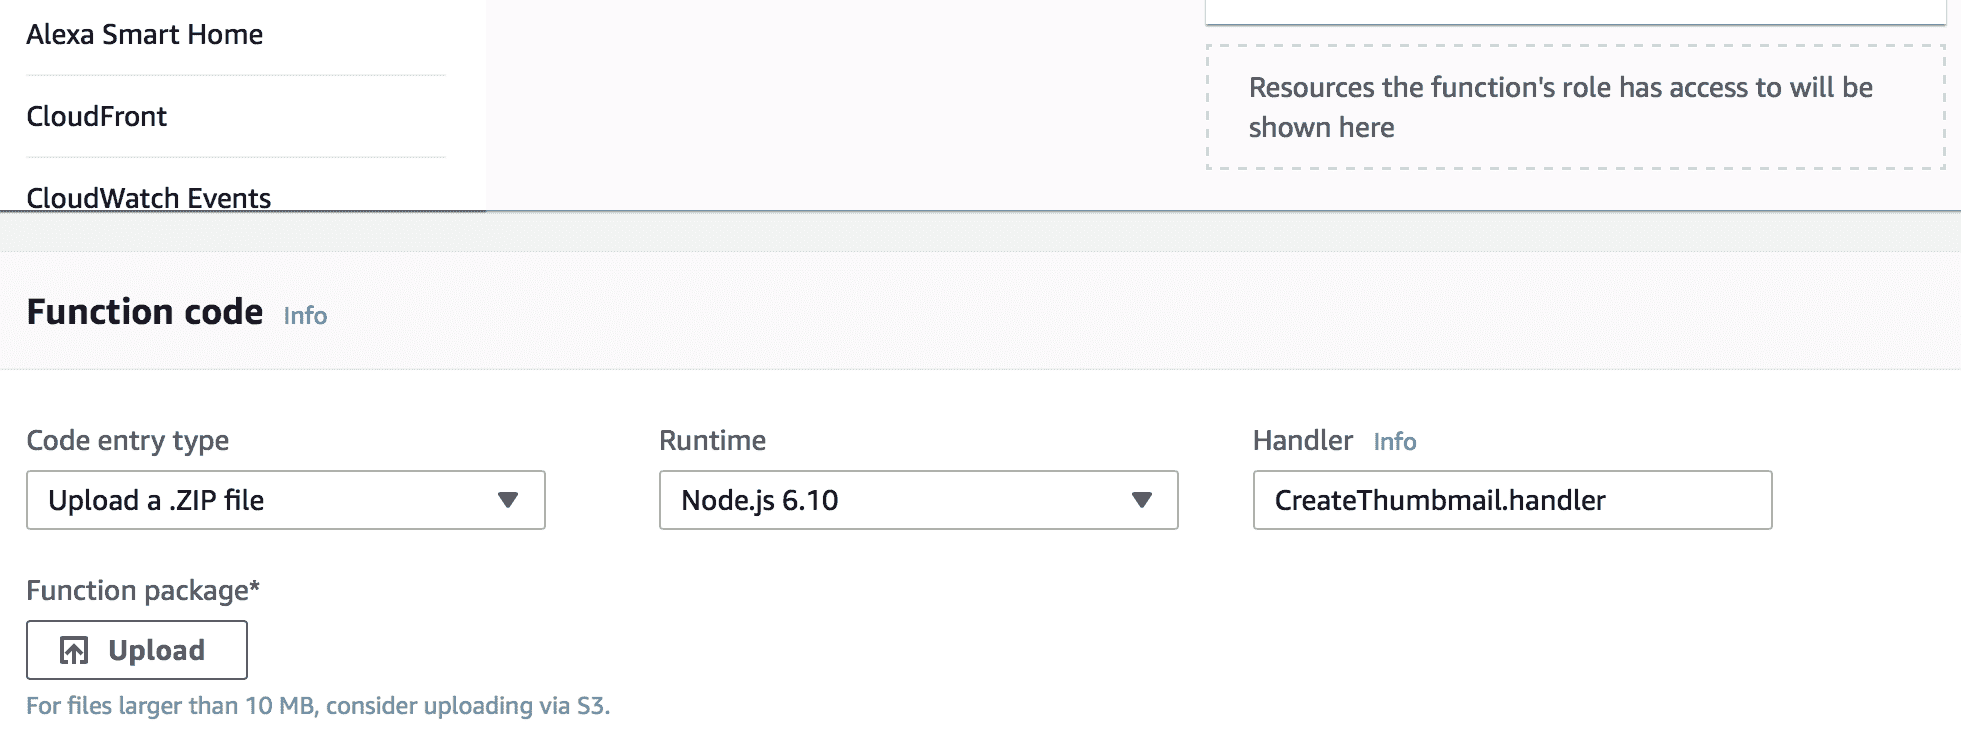 Alexa Smart Home
CloudFront
CloudWatch Events
Resources the function's role has access to will be
shown here
Function code Info
Code entry type
Upload a .ZIP file
Runtime
Node.js 6.10
Handler Info
CreateThumbmail.handler
Function package*
Upload
For files larger than 10 MB, consider uploading via S3.